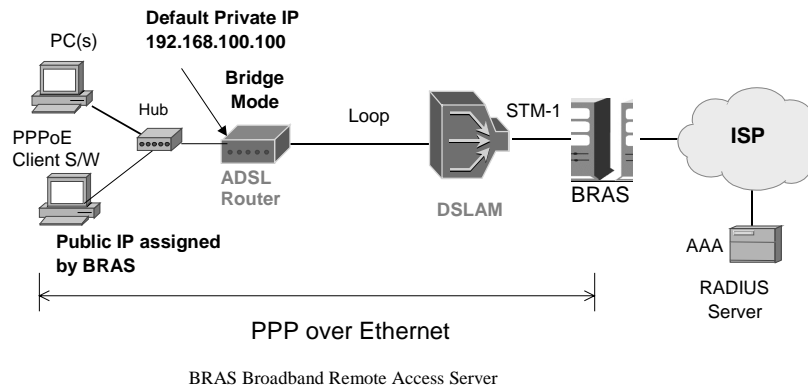 Default Private IP
192.168.100.100
PC(s)
Bridge
Mode
Hub
Loop
STM-1
ISP
PPPoE
Client S/W
ADSL
Router
DSLAM
BRAS
Public IP assigned
by BRAS
AAA
RADIUS
Server
PPP over Ethernet
BRAS Broadband Remote Access Server